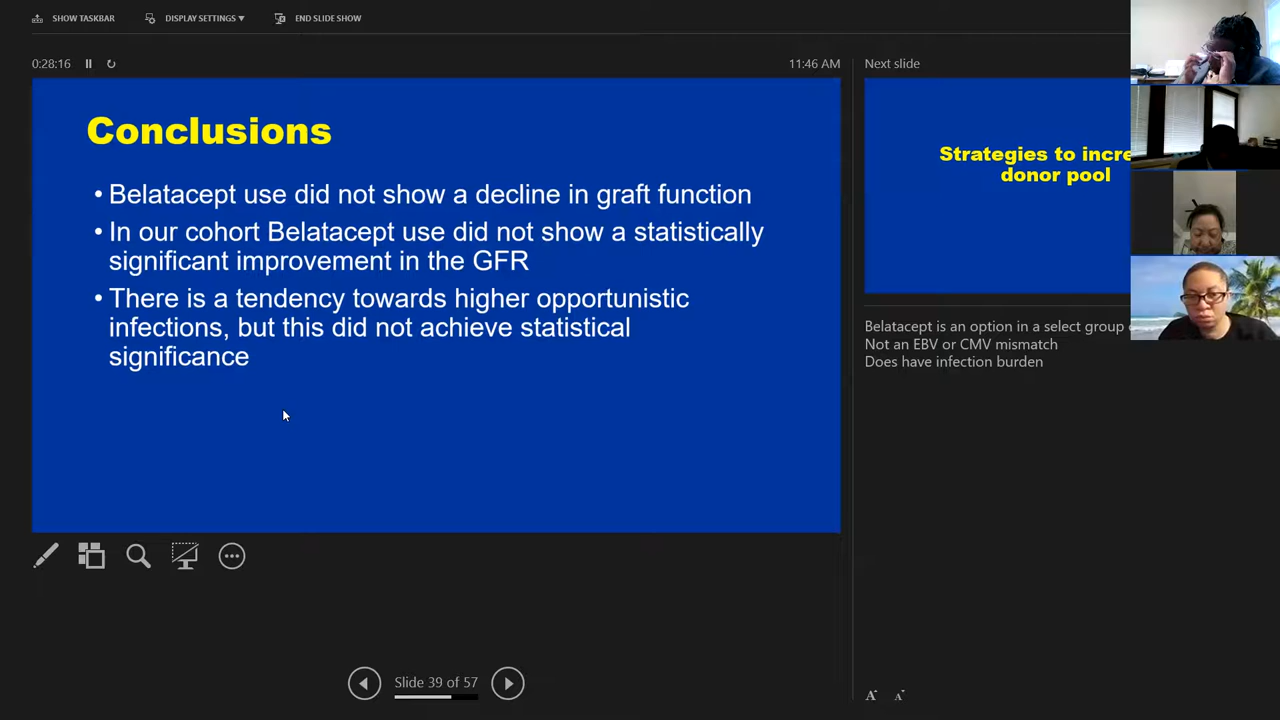 SHOW TASKBAR
DISPLAY SETTINGS ▾
END SLIDE SHOW
0:28:16
11:46 AM
Conclusions
• Belatacept use did not show a decline in graft function
• In our cohort Belatacept use did not show a statistically
significant improvement in the GFR
• There is a tendency towards higher opportunistic
infections, but this did not achieve statistical
significance
Slide 39 of 57
Next slide
Strategies to incre
donor pool
Belatacept is an option in a select group
Not an EBV or CMV mismatch
Does have infection burden
A A